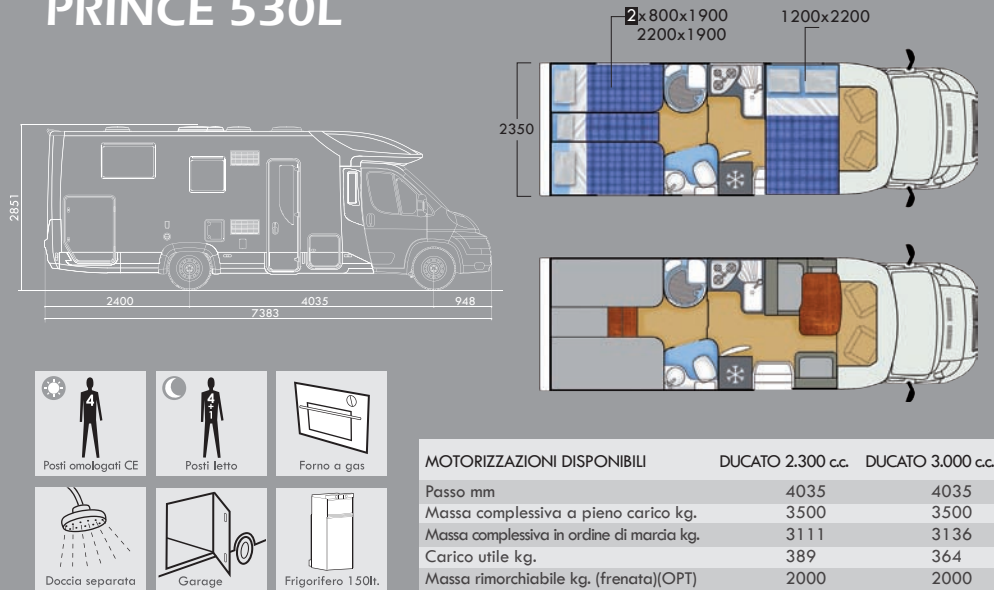 PRINCE 530L
2x800x1900
2200x1900
1200x2200
2350
2851
2400
4035
948
7383
4
Posti omologati CE
4+1
Posti letto
Forno a gas
Doccia separata
Garage
Frigorifero 150lt.
MOTORIZZAZIONI DISPONIBILI DUCATO 2.300 c.c. DUCATO 3.000 c.c.
Passo mm 4035 4035
Massa complessiva a pieno carico kg. 3500 3500
Massa complessiva in ordine di marcia kg. 3111 3136
Carico utile kg. 389 364
Massa rimorchiabile kg. (frenata)(OPT) 2000 2000